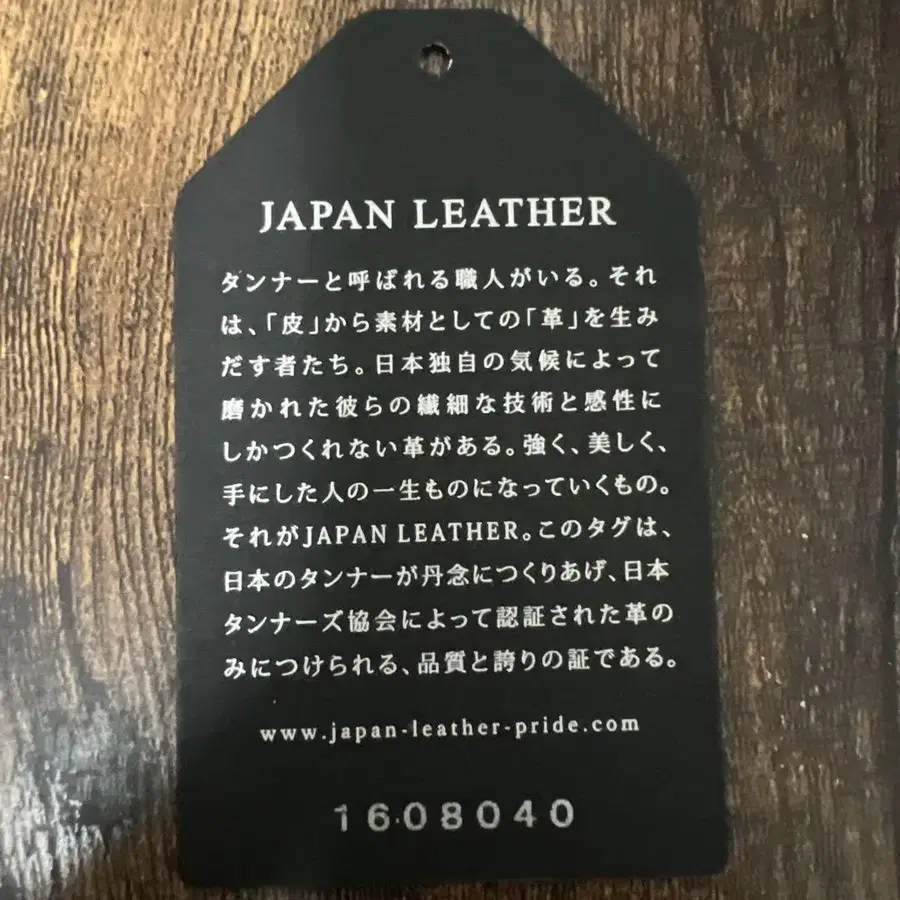 JAPAN LEATHER
ダンナーと呼ばれる職人がいる。それ
は、「皮」から素材としての「革」を生み
だす者たち。日本独自の気候によって
磨かれた彼らの繊細な技術と感性に
しかつくれない革がある。強く、美しく、
手にした人の一生ものになっていくもの。
それがJAPAN LEATHER。このタグは、
日本のタンナーが丹念につくりあげ、日本
タンナーズ協会によって認証された革の
みにつけられる、品質と誇りの証である。
www.japan-leather-pride.com
1608040